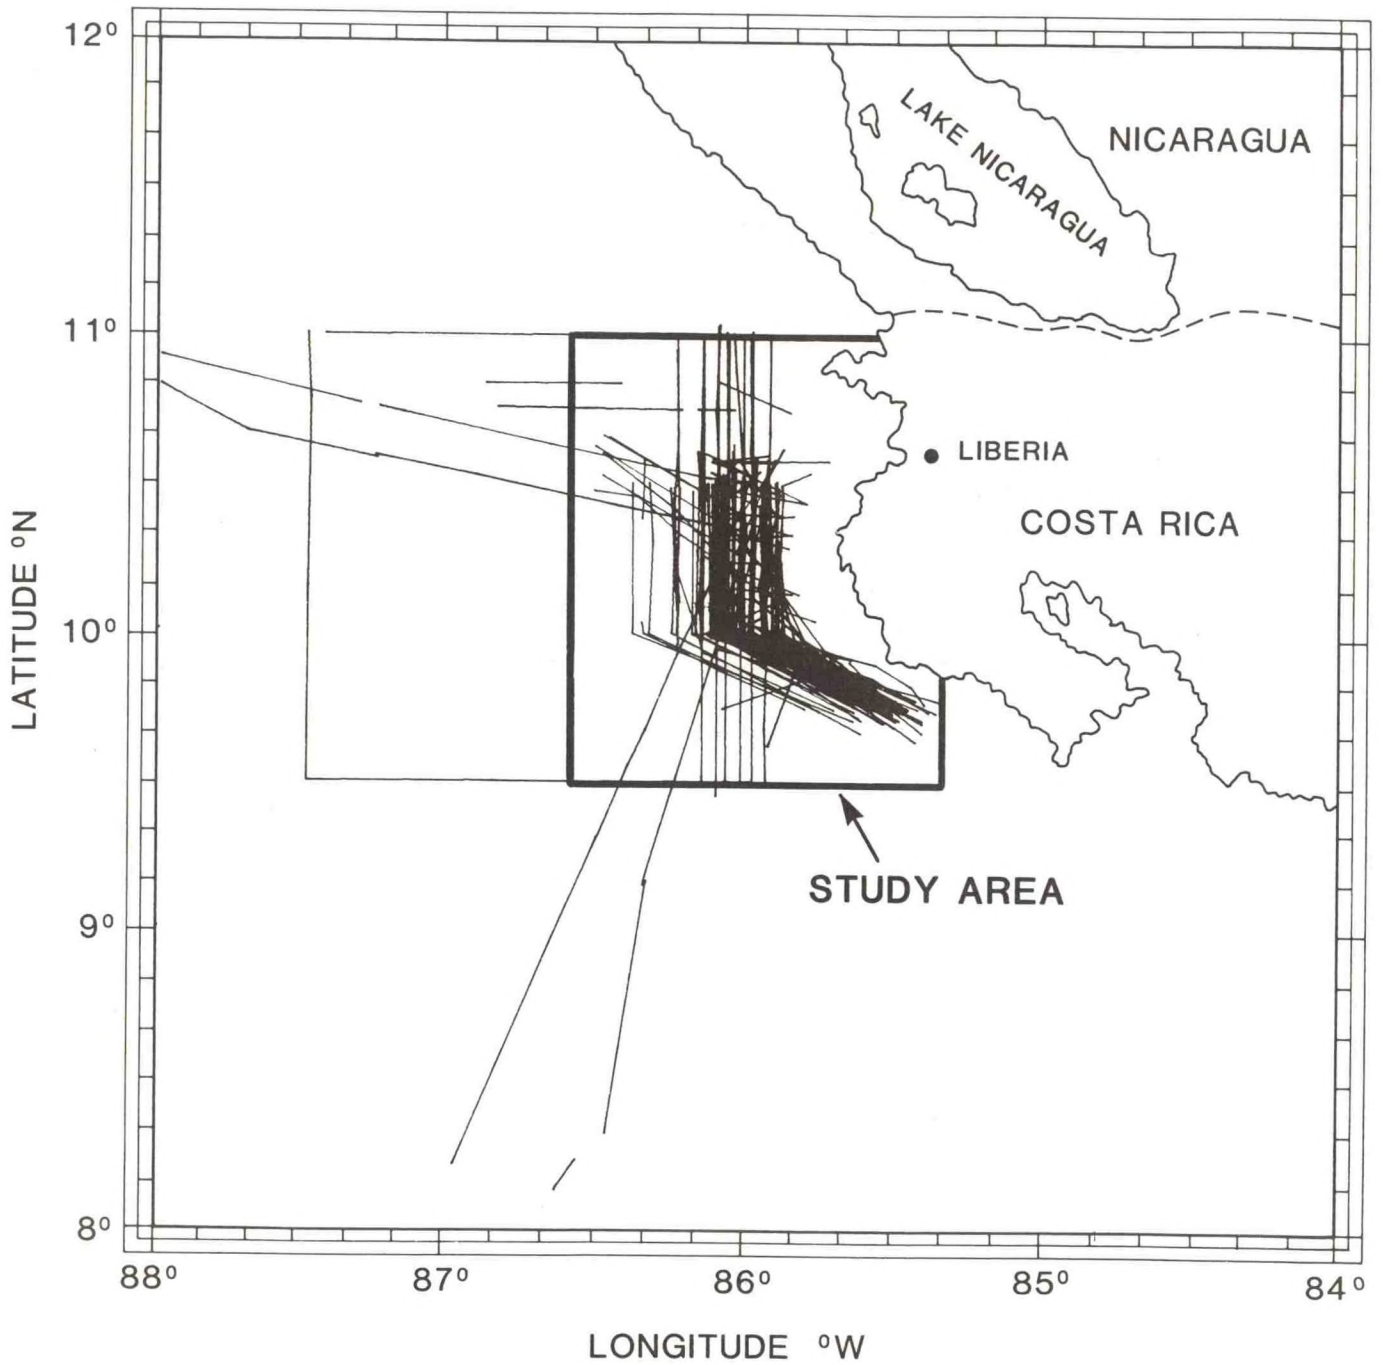 12⁰
LAKE NICARAGUA
NICARAGUA
11⁰
LIBERIA
COSTA RICA
LATITUDE ⁰N
10⁰
STUDY AREA
9⁰
8⁰
88⁰ 87⁰ 86⁰ 85⁰ 84⁰
LONGITUDE ⁰W